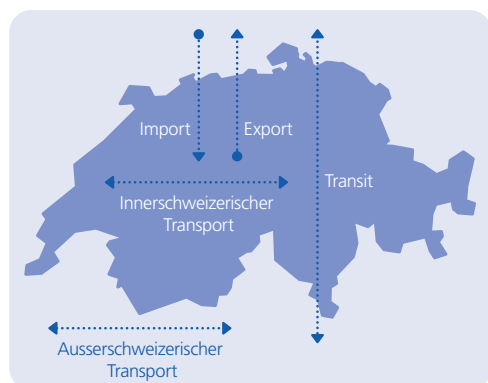 Import
Export
Transit
Innerschweizerischer
Transport
Ausserschweizerischer
Transport